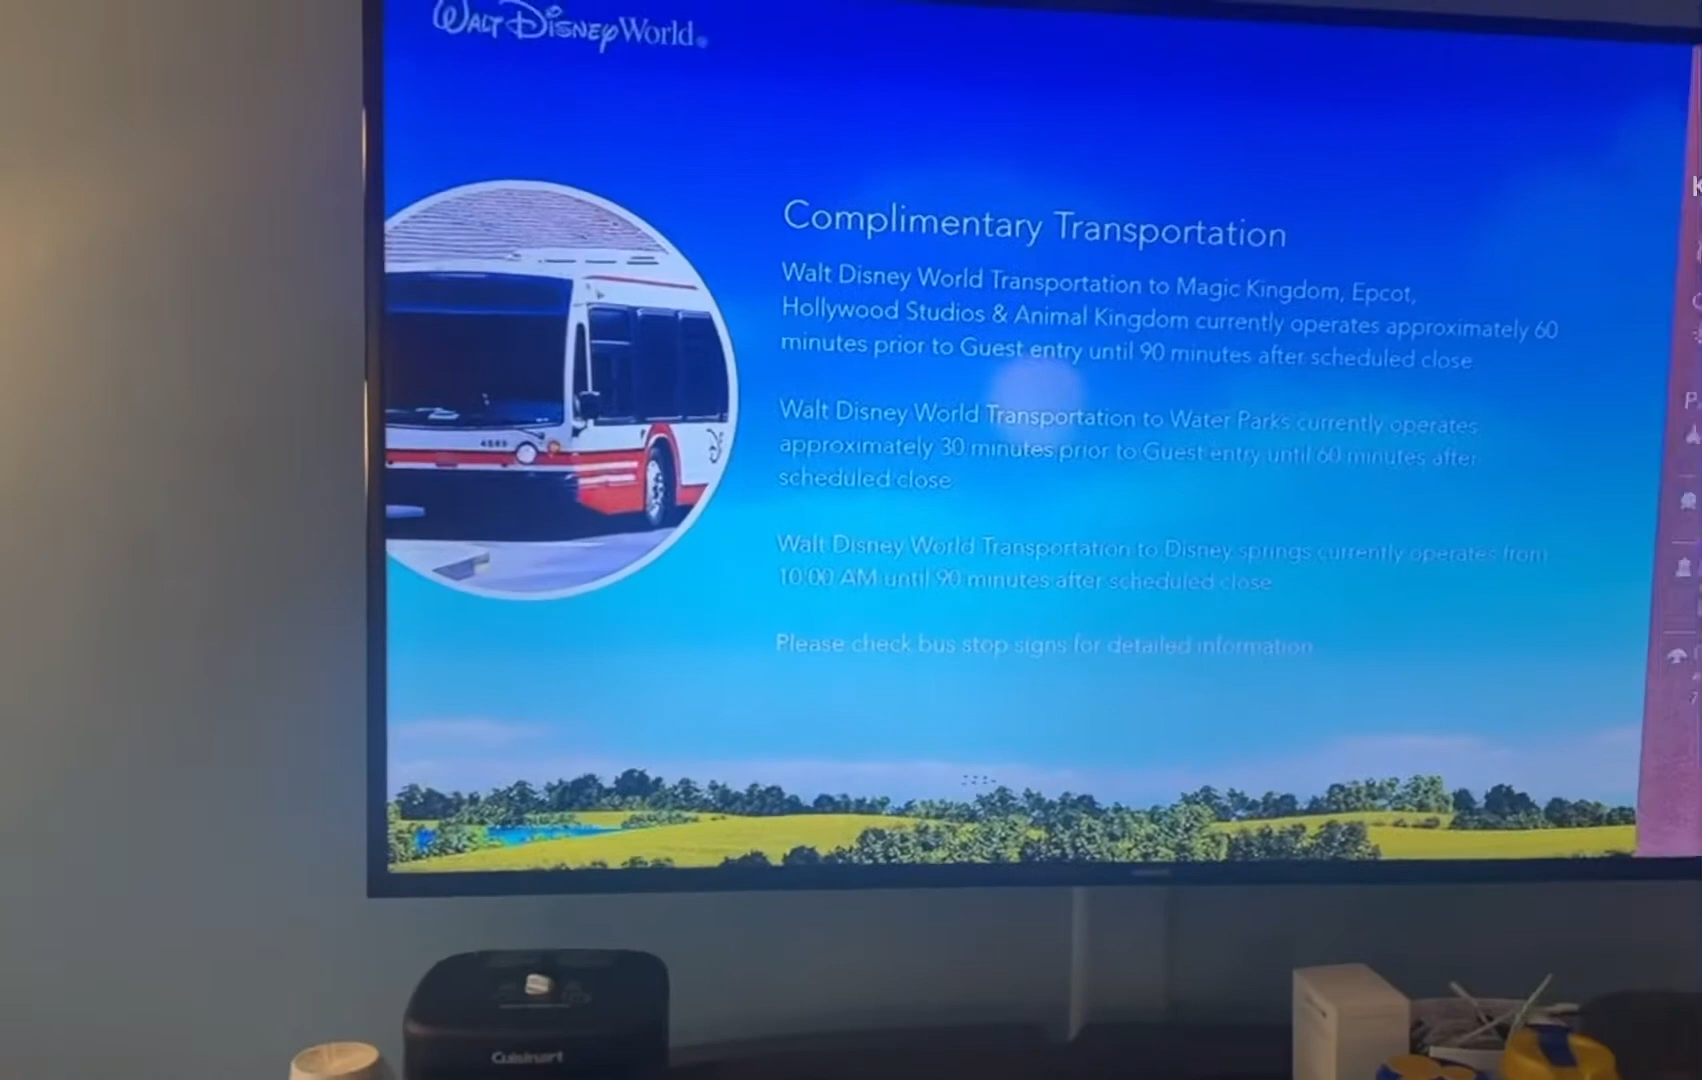 Walt Disney World
Complimentary Transportation
Walt Disney World Transportation to Magic Kingdom, Epcot,
Hollywood Studios & Animal Kingdom currently operates approximately 60
minutes prior to Guest entry until 90 minutes after scheduled close
Walt Disney World Transportation to Water Parks currently operates
approximately 30 minutes prior to Guest entry until 60 minutes after
scheduled close
Walt Disney World Transportation to Disney springs currently operates from
10:00 AM until 90 minutes after scheduled close
Please check bus stop signs for detailed information
Cuisinart